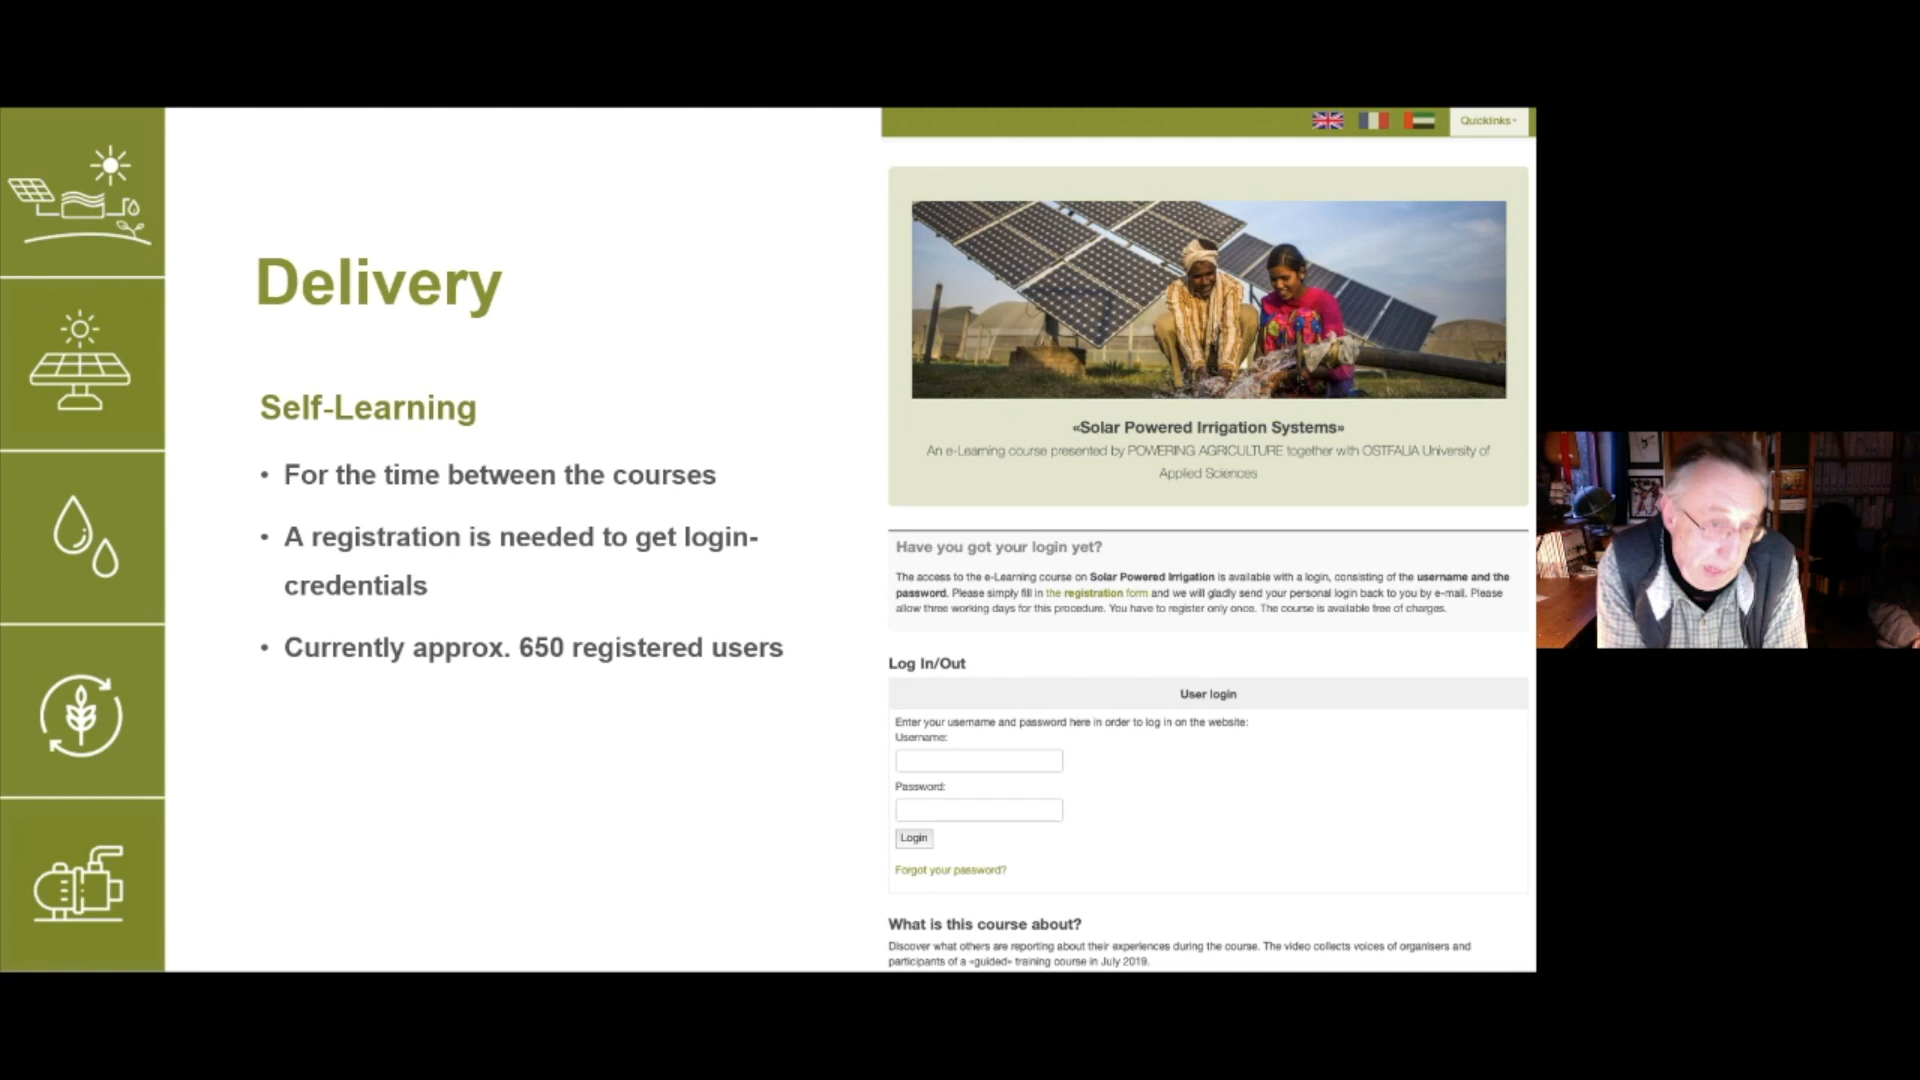 Delivery
Self-Learning
• For the time between the courses
• A registration is needed to get login-
credentials
• Currently approx. 650 registered users
Quicklinks
«Solar Powered Irrigation Systems»
An e-Learning course presented by POWERING AGRICULTURE together with OSTFALIA University of
Applied Sciences
Have you got your login yet?
The access to the e-Learning course on Solar Powered Irrigation is available with a login, consisting of the username and the
password. Please simply fill in the registration form and we will gladly send your personal login back to you by e-mail. Please
allow three working days for this procedure. You have to register only once. The course is available free of charges.
Log In/Out
User login
Enter your username and password here in order to log in on the website:
Username:
Password:
Login
Forgot your password?
What is this course about?
Discover what others are reporting about their experiences during the course. The video collects voices of organisers and
participants of a «guided» training course in July 2019.